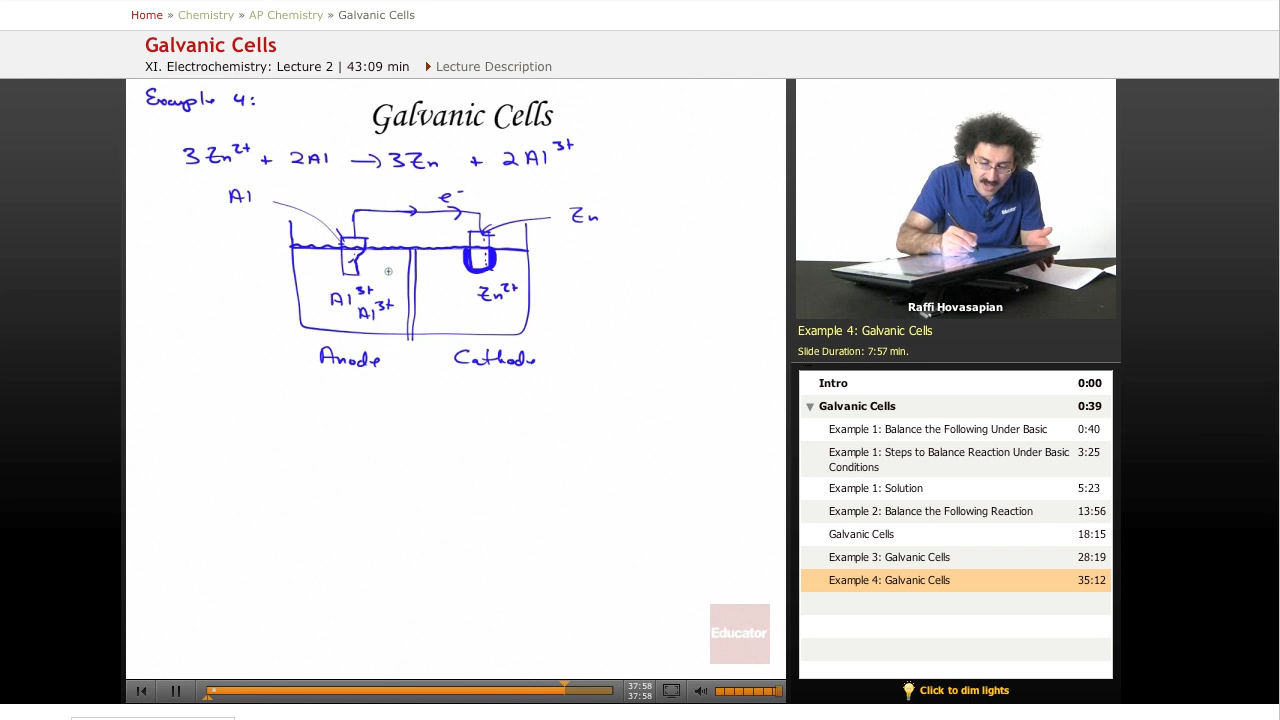 Home » Chemistry » AP Chemistry » Galvanic Cells
Galvanic Cells
XI. Electrochemistry: Lecture 2 | 43:09 min Lecture Description
Example 4:
Galvanic Cells
3Zn²⁺ + 2Al → 3Zn + 2Al³⁺
Al
e⁻
Zn
Al³⁺
Al³⁺
Zn²⁺
Anode Cathode
Educator
37:58
37:58
Raffi Hovasapian
Example 4: Galvanic Cells
Slide Duration: 7:57 min.
Intro 0:00
Galvanic Cells 0:39
Example 1: Balance the Following Under Basic 0:40
Example 1: Steps to Balance Reaction Under Basic 3:25
Conditions
Example 1: Solution 5:23
Example 2: Balance the Following Reaction 13:56
Galvanic Cells 18:15
Example 3: Galvanic Cells 28:19
Example 4: Galvanic Cells 35:12
Click to dim lights